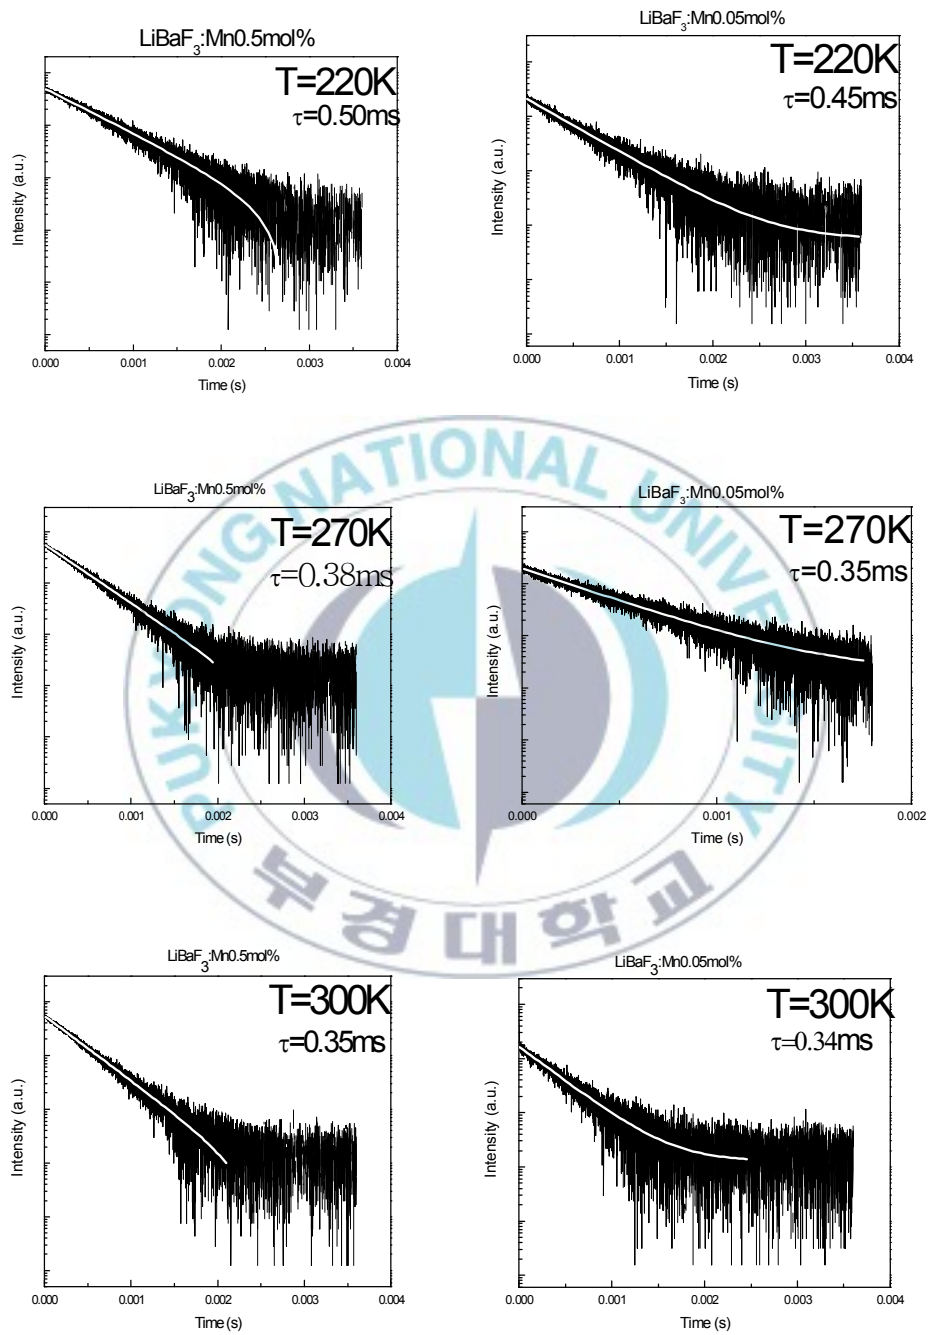 LiBaF3:Mn0.5mol%
T=220K
τ=0.50ms
Intensity (a.u.)
0.000 0.001 0.002 0.003 0.004
Time (s)
LiBaF3:Mn0.05mol%
T=220K
τ=0.45ms
Intensity (a.u.)
0.000 0.001 0.002 0.003 0.004
Time (s)
LiBaF3:Mn0.5mol%
T=270K
τ=0.38ms
Intensity (a.u.)
0.000 0.001 0.002 0.003 0.004
Time (s)
LiBaF3:Mn0.05mol%
T=270K
τ=0.35ms
Intensity (a.u.)
0.000 0.001 0.002
Time (s)
PUKYONG NATIONAL UNIVERSITY
부경대학교
LiBaF3:Mn0.5mol%
T=300K
τ=0.35ms
Intensity (a.u.)
0.000 0.001 0.002 0.003 0.004
Time (s)
LiBaF3:Mn0.05mol%
T=300K
τ=0.34ms
Intensity (a.u.)
0.000 0.001 0.002 0.003 0.004
Time (s)